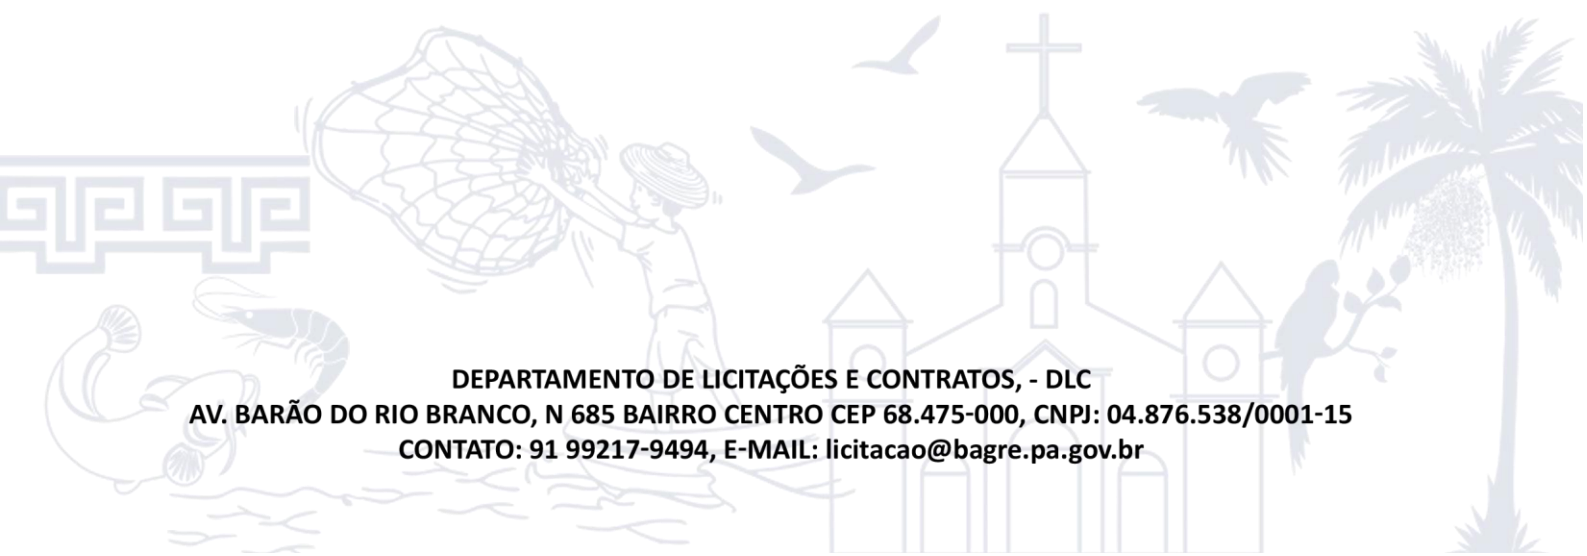 DEPARTAMENTO DE LICITAÇÕES E CONTRATOS, - DLC
AV. BARÃO DO RIO BRANCO, N 685 BAIRRO CENTRO CEP 68.475-000, CNPJ: 04.876.538/0001-15
CONTATO: 91 99217-9494, E-MAIL: licitacao@bagre.pa.gov.br